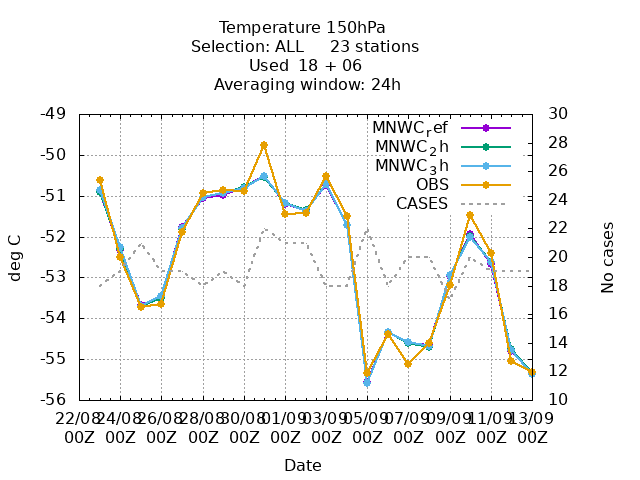 Temperature 150hPa
Selection: ALL 23 stations
Used 18 + 06
Averaging window: 24h
-49
-50
-51
-52
-53
-54
-55
-56
30
28
26
24
22
20
18
16
14
12
10
MNWCref
MNWC2h
MNWC3h
OBS
CASES
deg C
No cases
22/08 24/08 26/08 28/08 30/08 01/09 03/09 05/09 07/09 09/09 11/09 13/09
00Z 00Z 00Z 00Z 00Z 00Z 00Z 00Z 00Z 00Z 00Z 00Z
Date